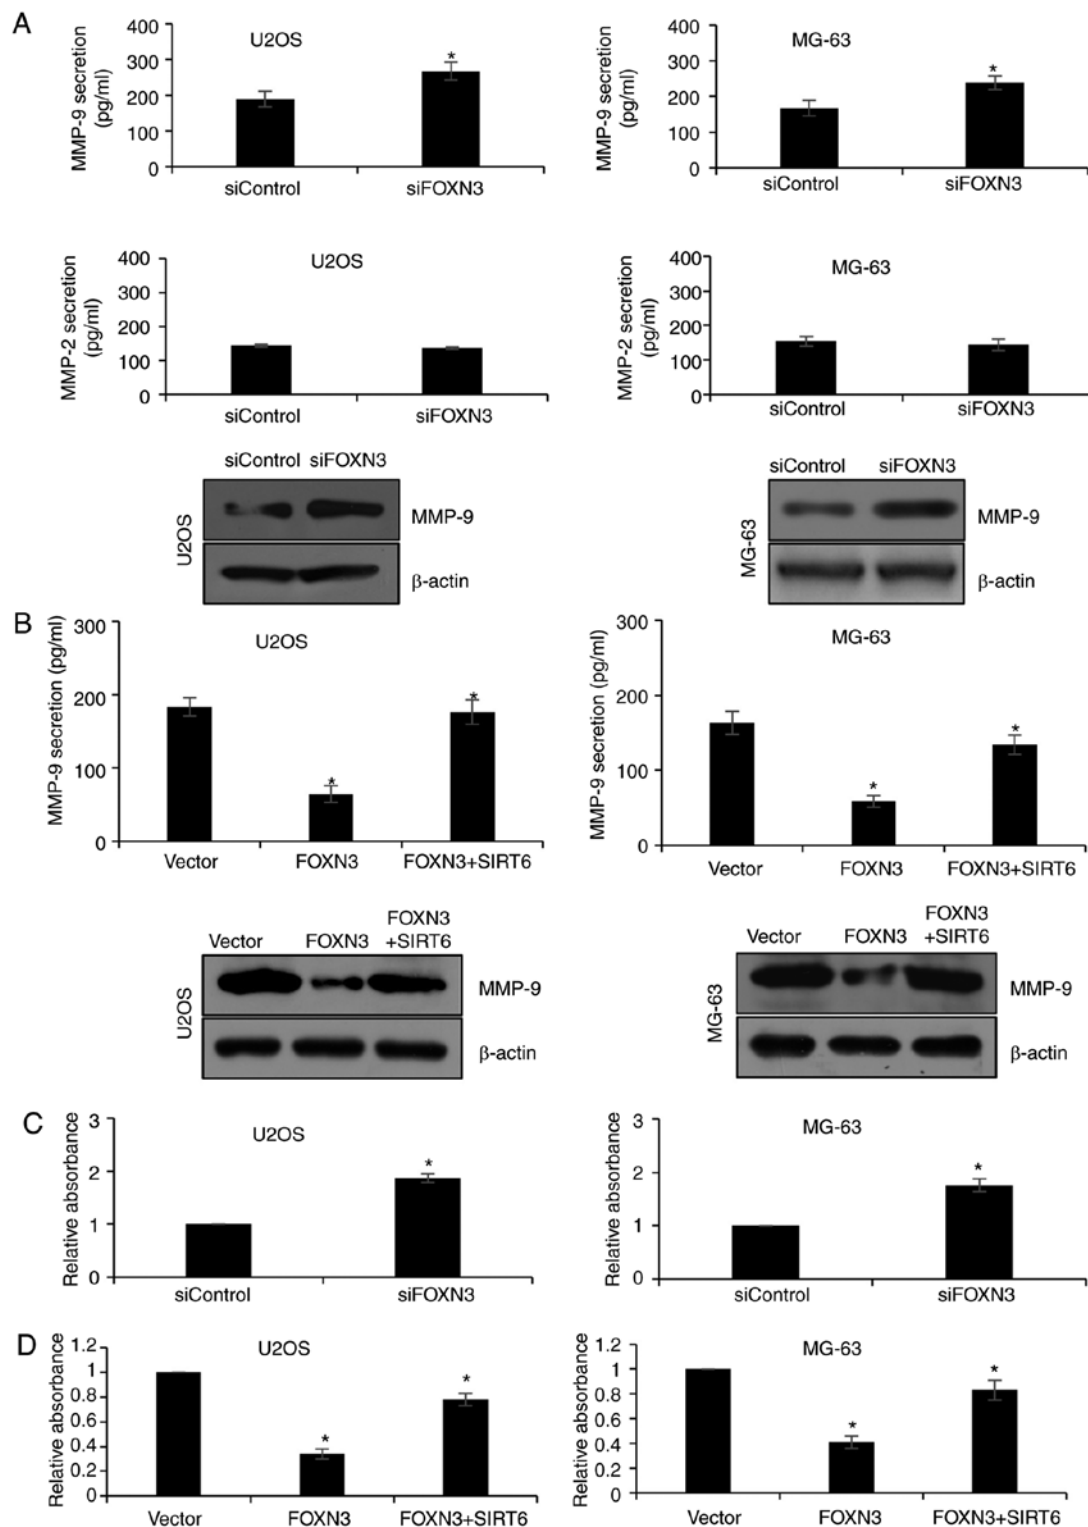 A
U2OS
MMP-9 secretion
(pg/ml)
400
300
200
100
0
*
siControl
siFOXN3
MG-63
MMP-9 secretion
(pg/ml)
400
300
200
100
0
*
siControl
siFOXN3
U2OS
MMP-2 secretion
(pg/ml)
400
300
200
100
0
siControl
siFOXN3
MG-63
MMP-2 secretion
(pg/ml)
400
300
200
100
0
siControl
siFOXN3
siControl siFOXN3
U2OS
MMP-9
β-actin
siControl siFOXN3
MG-63
MMP-9
β-actin
B
U2OS
MMP-9 secretion (pg/ml)
300
200
100
0
*
*
Vector
FOXN3
FOXN3+SIRT6
MG-63
MMP-9 secretion (pg/ml)
300
200
100
0
*
*
Vector
FOXN3
FOXN3+SIRT6
Vector
FOXN3
FOXN3
+SIRT6
U2OS
MMP-9
β-actin
Vector
FOXN3
FOXN3
+SIRT6
MG-63
MMP-9
β-actin
C
U2OS
Relative absorbance
3
2
1
0
*
siControl
siFOXN3
MG-63
Relative absorbance
3
2
1
0
*
siControl
siFOXN3
D
U2OS
Relative absorbance
1.2
1
0.8
0.6
0.4
0.2
0
*
*
Vector
FOXN3
FOXN3+SIRT6
MG-63
Relative absorbance
1.2
1
0.8
0.6
0.4
0.2
0
*
*
Vector
FOXN3
FOXN3+SIRT6